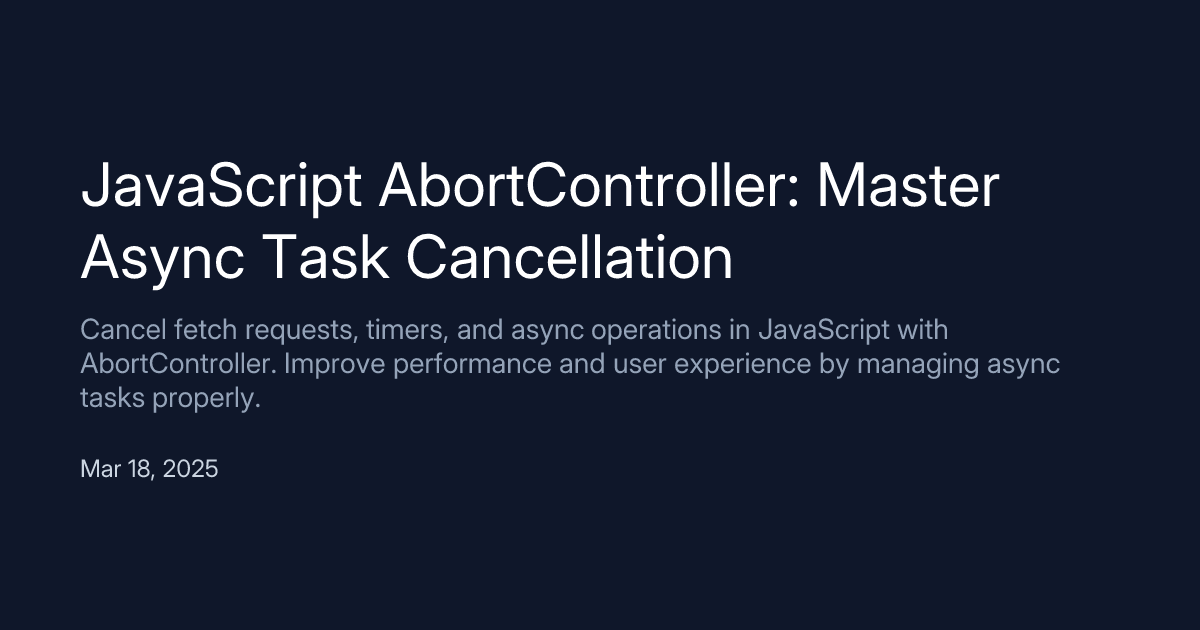 JavaScript AbortController: Master
Async Task Cancellation
Cancel fetch requests, timers, and async operations in JavaScript with
AbortController. Improve performance and user experience by managing async
tasks properly.
Mar 18, 2025